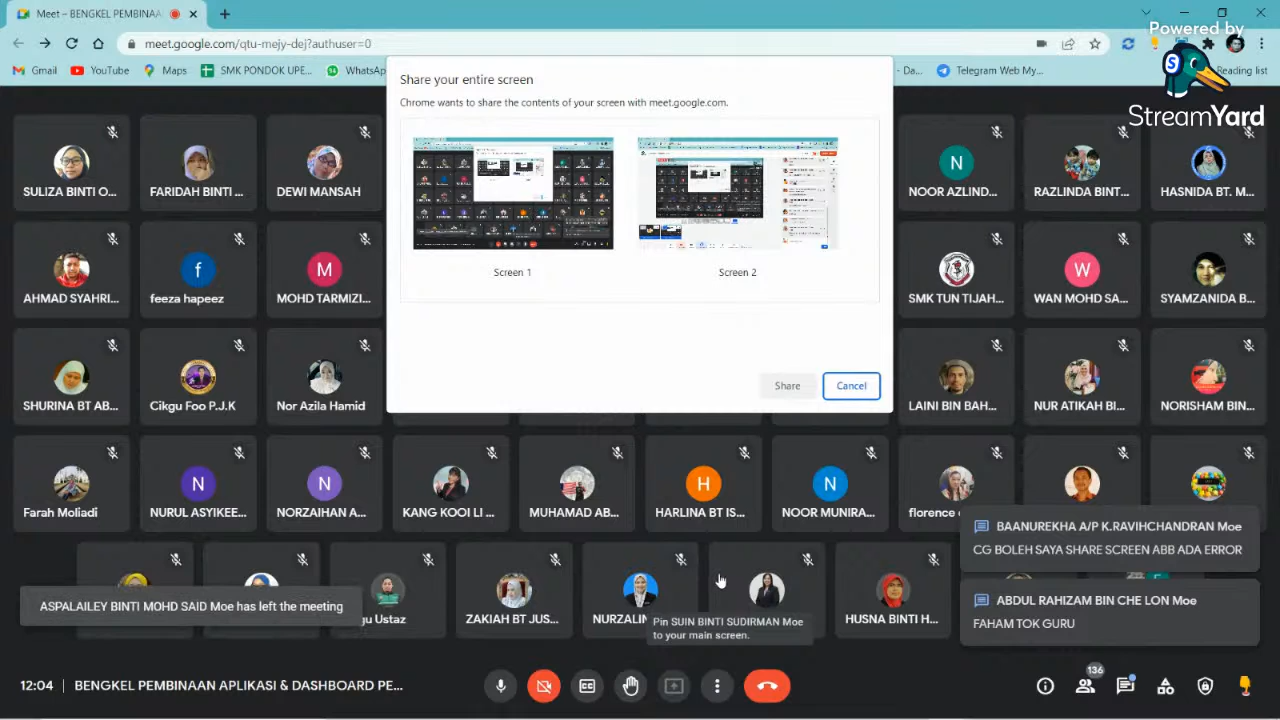 Meet – BENGKEL PEMBINAA
meet.google.com/qtu-mejy-dej?authuser=0
Gmail
YouTube
Maps
SMK PONDOK UPE...
WhatsAp
Da...
Telegram Web My...
Reading list
Powered by
StreamYard
Share your entire screen
Chrome wants to share the contents of your screen with meet.google.com.
Screen 1
Screen 2
Share
Cancel
SULIZA BINTI O...
FARIDAH BINTI ...
DEWI MANSAH
N
NOOR AZLIND...
RAZLINDA BINT...
HASNIDA BT. M...
AHMAD SYAHRI...
f
feeza hapeez
M
MOHD TARMIZI...
SMK TUN TIJAH...
W
WAN MOHD SA...
SYAMZANIDA B...
SHURINA BT AB...
Cikgu Foo P.J.K
Nor Azila Hamid
LAINI BIN BAH...
NUR ATIKAH BI...
NORISHAM BIN...
Farah Moliadi
N
NURUL ASYIKEE...
N
NORZAIHAN A...
KANG KOOI LI ...
MUHAMAD AB...
H
HARLINA BT IS...
N
NOOR MUNIRA...
florence
BAANUREKHA A/P K.RAVIHCHANDRAN Moe
CG BOLEH SAYA SHARE SCREEN ABB ADA ERROR
ABDUL RAHIZAM BIN CHE LON Moe
FAHAM TOK GURU
ASPALAILEY BINTI MOHD SAID Moe has left the meeting
gu Ustaz
ZAKIAH BT JUS...
NURZALIN
HUSNA BINTI H...
Pin SUIN BINTI SUDIRMAN Moe
to your main screen.
12:04
BENGKEL PEMBINAAN APLIKASI & DASHBOARD PE...
136